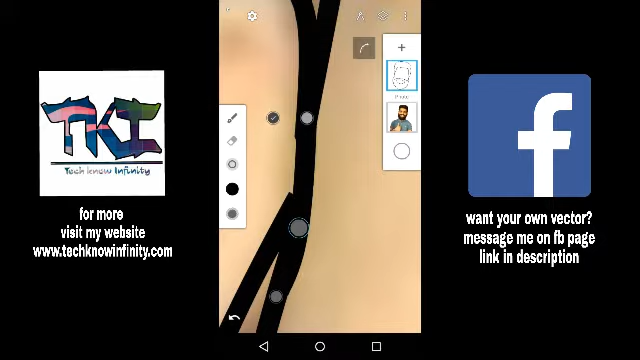 TKI
Tech know Infinity
for more
visit my website
www.techknowinfinity.com
Photo
want your own vector?
message me on fb page
link in description